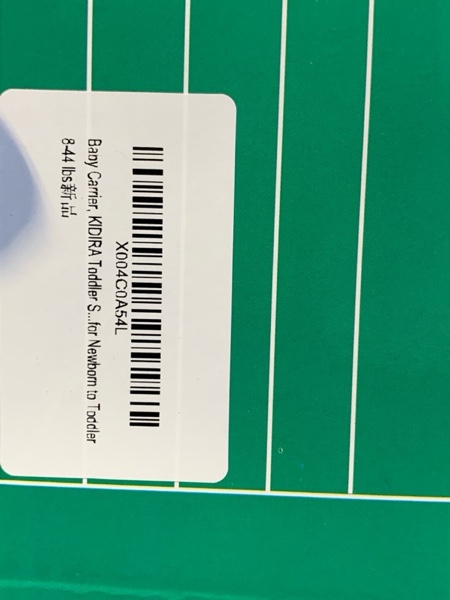 X004C0A54L
Baby Carrier, KIDIRA Toddler S...for Newborn to Toddler
8-44 lbs新品